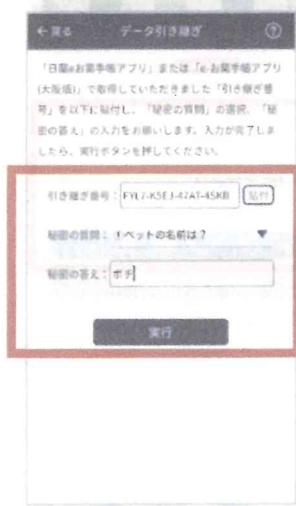 ←戻る データ引き継ぎ ?
「日薬eお薬手帳アプリ」または「e-お薬手帳アプリ
(大阪版)」で取得していただきました「引き継ぎ番
号」を以下に貼付し、「秘密の質問」の選択、「秘
密の答え」の入力をお願いします。入力が完了しま
したら、実行ボタンを押してください。
引き継ぎ番号: FYL7-K5EJ-47AT-4SKB 貼付
秘密の質問: ①ペットの名前は? ▼
秘密の答え: ポチ
実行